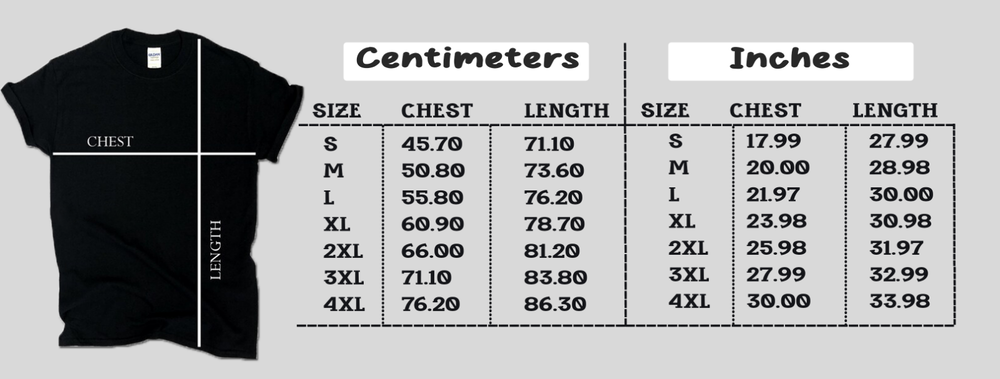 Centimeters
SIZE CHEST LENGTH
S 45.70 71.10
M 50.80 73.60
L 55.80 76.20
XL 60.90 78.70
2XL 66.00 81.20
3XL 71.10 83.80
4XL 76.20 86.30
Inches
SIZE CHEST LENGTH
S 17.99 27.99
M 20.00 28.98
L 21.97 30.00
XL 23.98 30.98
2XL 25.98 31.97
3XL 27.99 32.99
4XL 30.00 33.98
CHEST
LENGTH